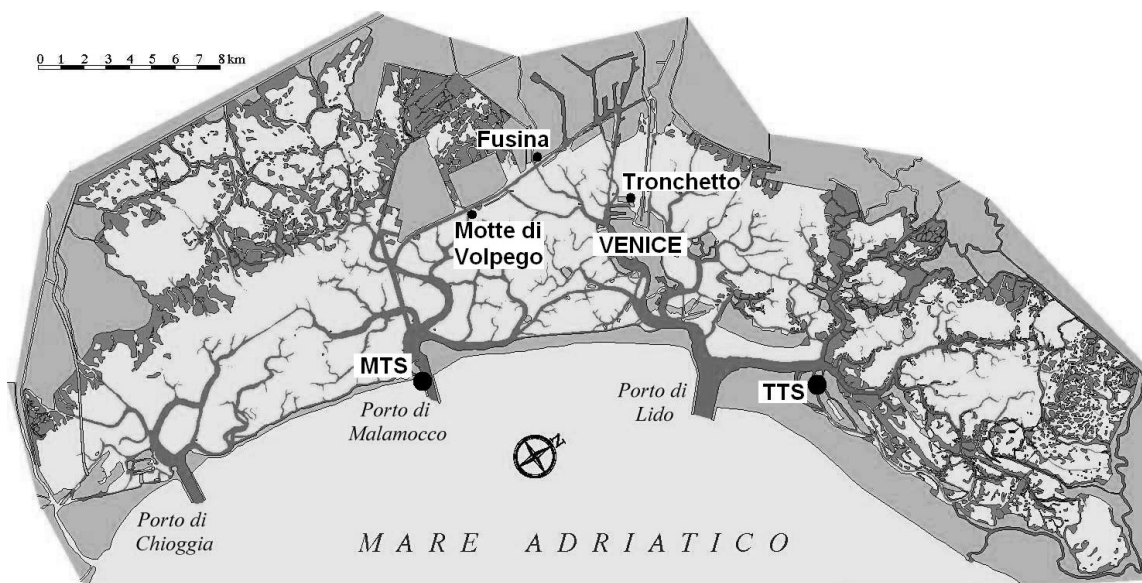 0 1 2 3 4 5 6 7 8 km
Fusina
Tronchetto
Motte di
Volpego
VENICE
MTS
TTS
Porto di
Malamocco
Porto di
Lido
N
Porto di
Chioggia
MARE ADRIATICO